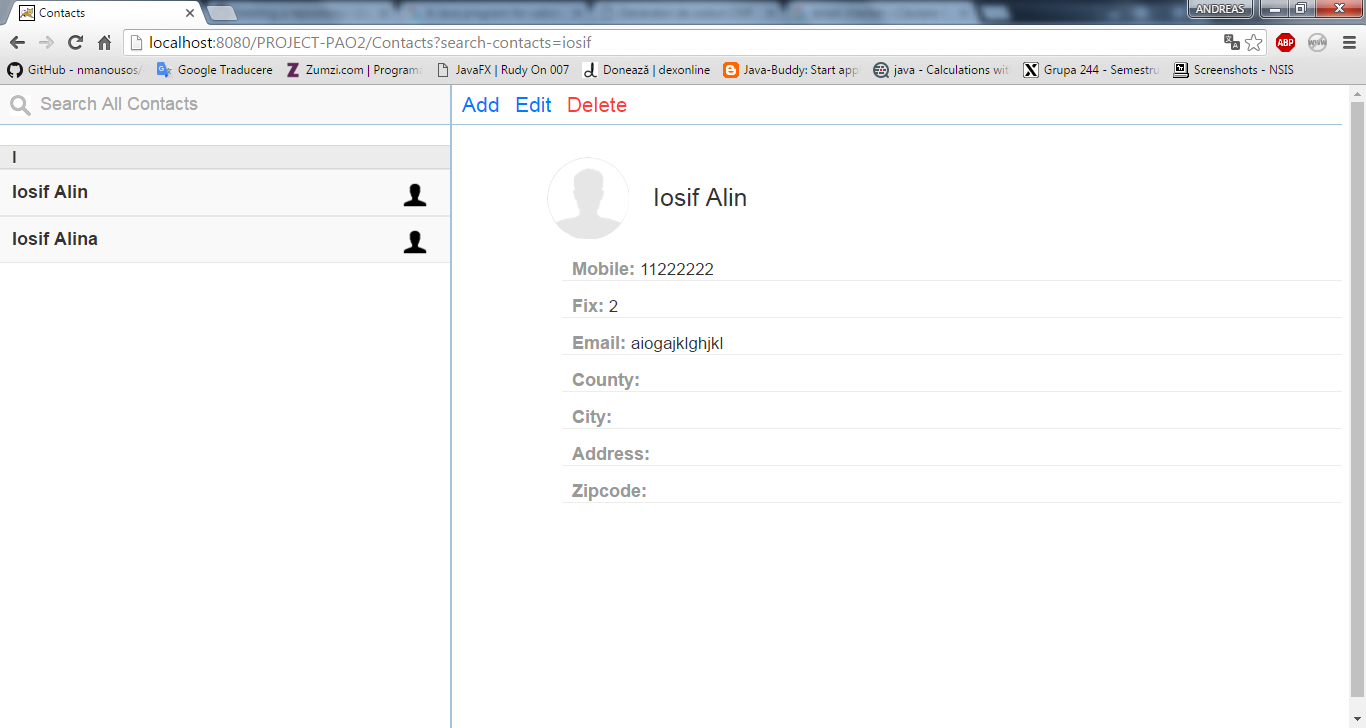 Contacts
ANDREAS
localhost:8080/PROJECT-PAO2/Contacts?search-contacts=iosif
ABP
GitHub - nmanousos/ Google Traducere Zumzi.com | Program JavaFX | Rudy On 007 Donează | dexonline Java-Buddy: Start app java - Calculations wit Grupa 244 - Semestru Screenshots - NSIS
Search All Contacts
Add Edit Delete
I
Iosif Alin
Iosif Alina
Iosif Alin
Mobile: 11222222
Fix: 2
Email: aiogajklghjkl
County:
City:
Address:
Zipcode: